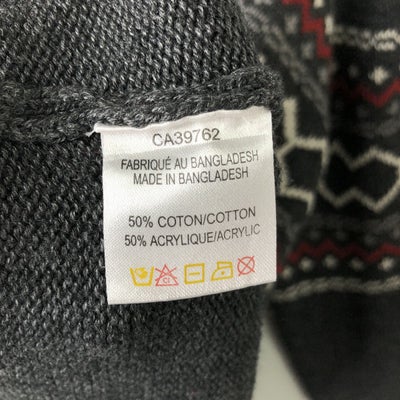 CA39762
FABRIQUÉ AU BANGLADESH
MADE IN BANGLADESH
50% COTON/COTTON
50% ACRYLIQUE/ACRYLIC